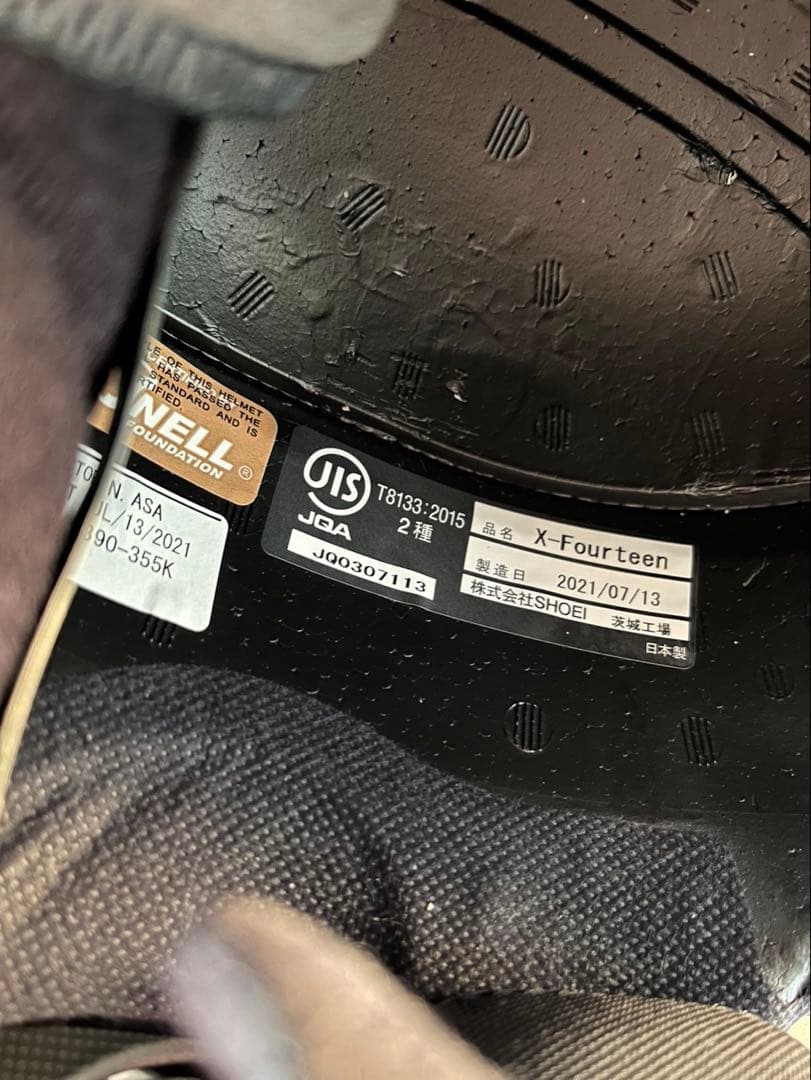 LE OF THIS HELMET
HAS PASSED THE
STANDARD AND IS
RTIFIED
NELL
FOUNDATION ®
N. ASA
JL/13/2021
390-355K
JIS
JQA
T8133:2015
2種
JQ0307113
品名 X-Fourteen
製造日 2021/07/13
株式会社SHOEI 茨城工場
日本製